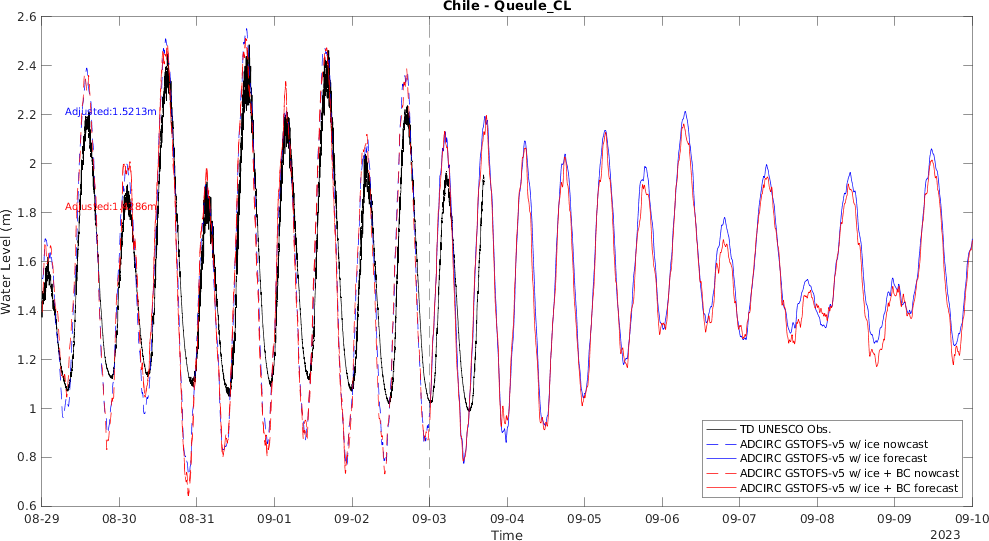 Chile - Queule_CL
Water Level (m)
2.6
2.4
2.2
2
1.8
1.6
1.4
1.2
1
0.8
0.6
Adjusted:1.5213m
08-29
08-30
08-31
09-01
09-02
09-03
09-04
09-05
09-06
09-07
09-08
09-09
09-10
Time
2023
TD UNESCO Obs.
ADCIRC GSTOFS-v5 w/ ice nowcast
ADCIRC GSTOFS-v5 w/ ice forecast
ADCIRC GSTOFS-v5 w/ ice + BC nowcast
ADCIRC GSTOFS-v5 w/ ice + BC forecast